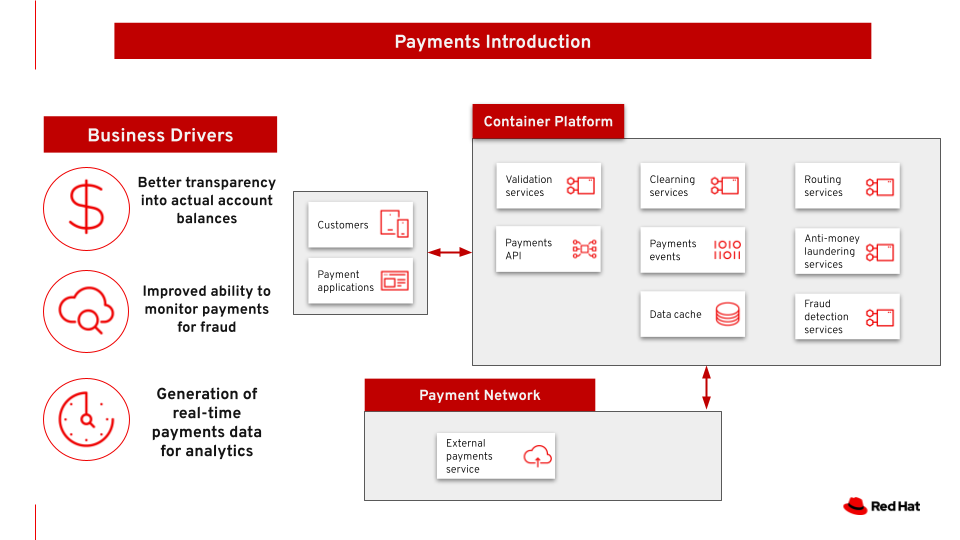 Payments Introduction
Business Drivers
Better transparency
into actual account
balances
Improved ability to
monitor payments
for fraud
Generation of
real-time
payments data
for analytics
Customers
Payment
applications
Container Platform
Validation
services
Clearning
services
Routing
services
Payments
API
Payments
events
1010
11011
Anti-money
laundering
services
Data cache
Fraud
detection
services
Payment Network
External
payments
service
Red Hat